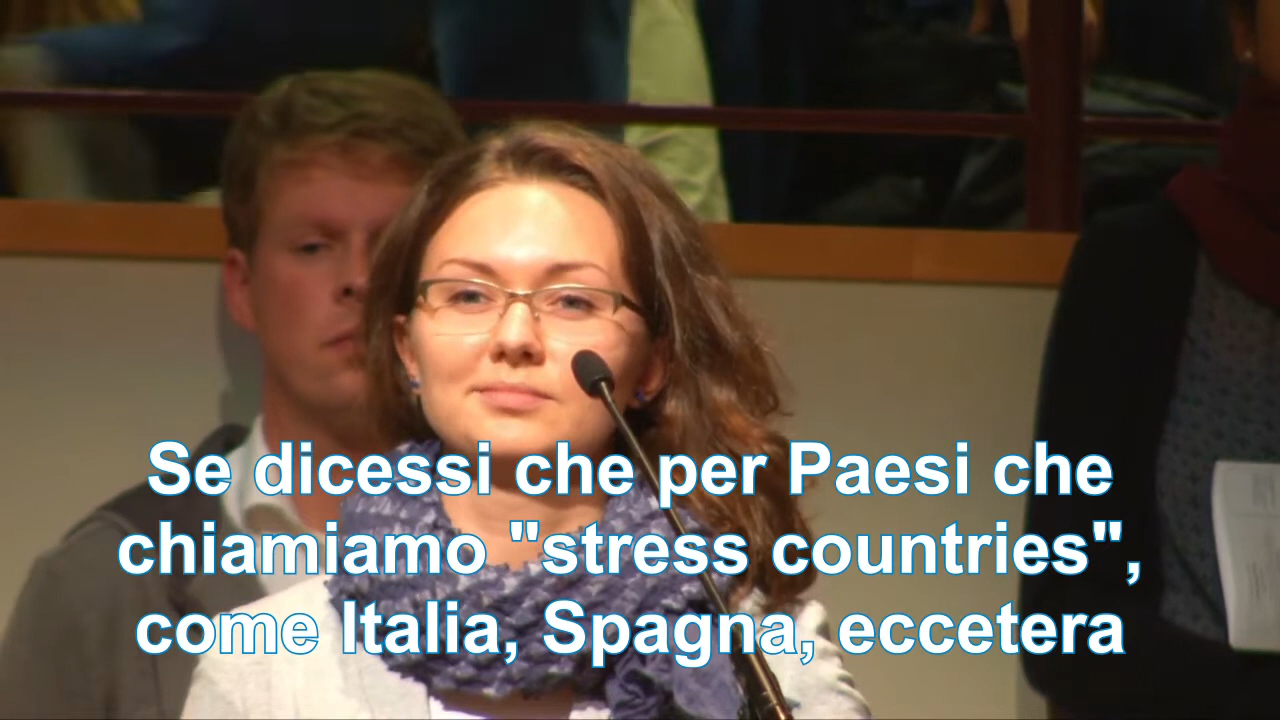 Se dicessi che per Paesi che
chiamiamo "stress countries",
come Italia, Spagna, eccetera